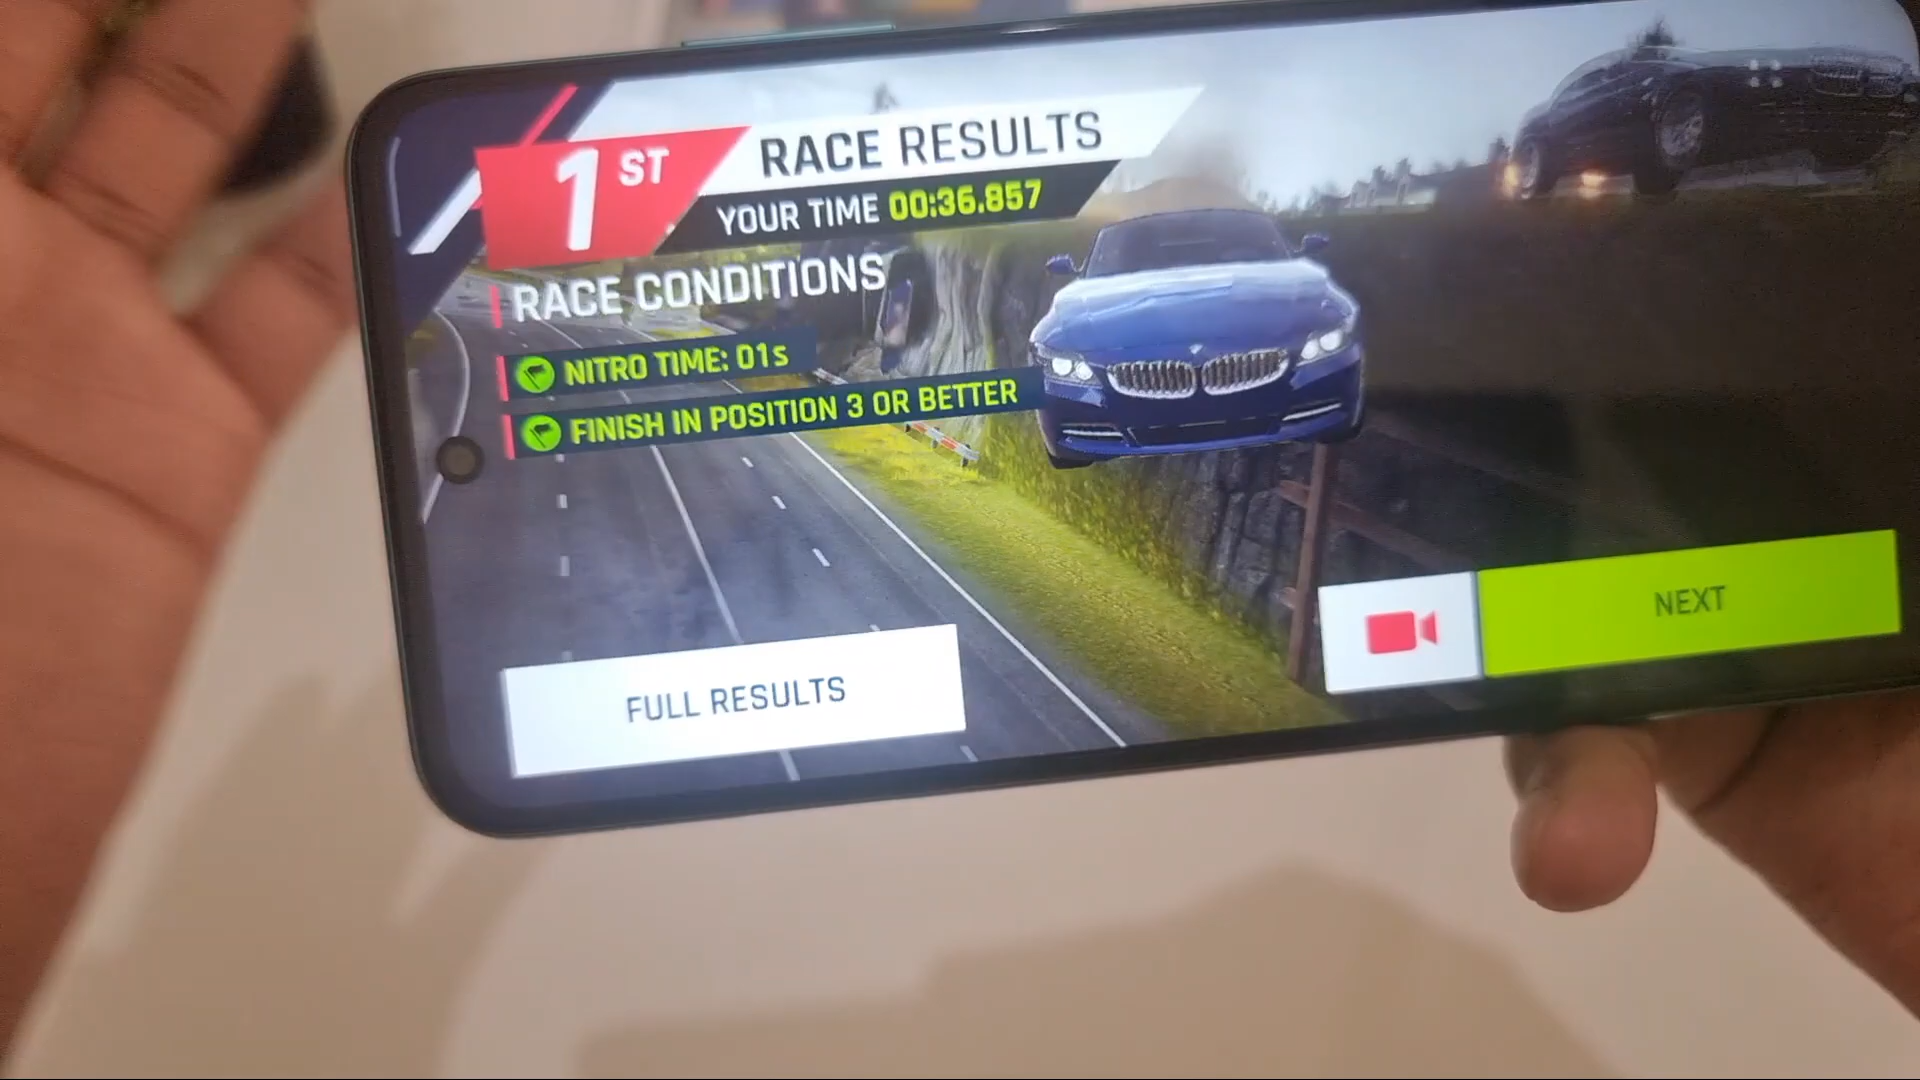 1ST
RACE RESULTS
YOUR TIME 00:36.857
RACE CONDITIONS
NITRO TIME: 01s
FINISH IN POSITION 3 OR BETTER
FULL RESULTS
NEXT